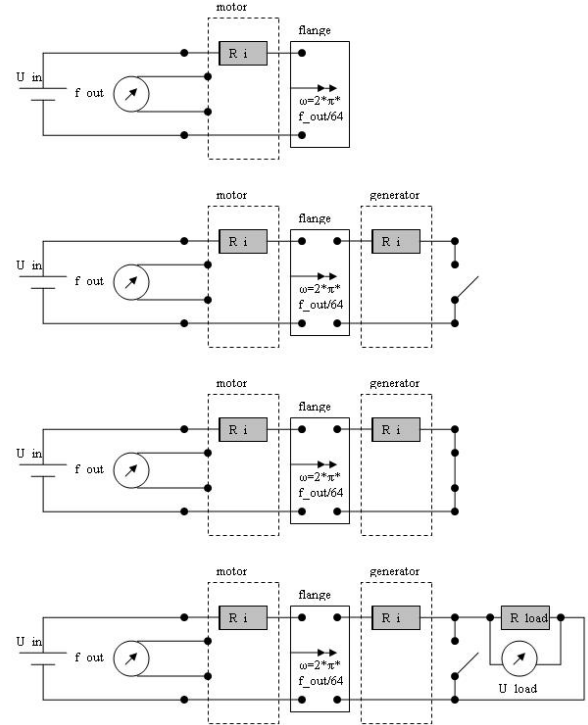 motor
flange
R i
U in
f out
ω=2*π*
f_out/64
motor
generator
flange
R i
R i
U in
f out
ω=2*π*
f_out/64
motor
generator
flange
R i
R i
U in
f out
ω=2*π*
f_out/64
motor
generator
flange
R i
R i
R load
U in
f out
ω=2*π*
f_out/64
U load